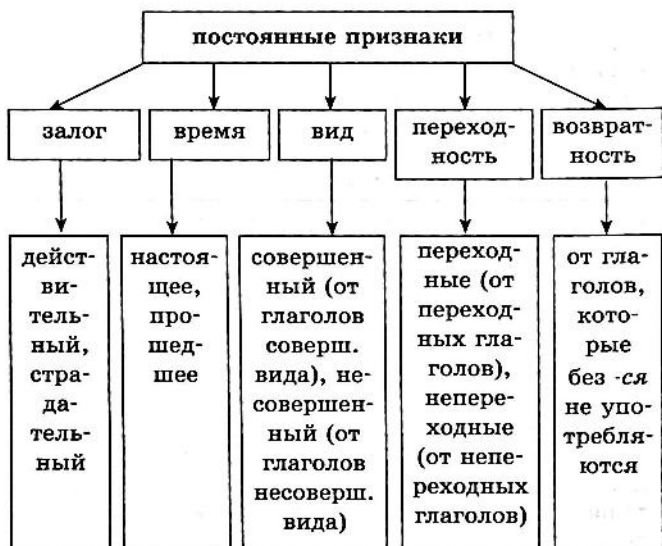 постоянные признаки
залог
время
вид
переход-
ность
возврат-
ность
дейст-
ви-
тель-
ный,
стра-
да-
тель-
ный
настоя-
щее,
про-
шед-
шее
совершен-
ный (от
глаголов
соверш.
вида), не-
совершен-
ный (от
глаголов
несоверш.
вида)
переход-
ные (от
переход-
ных гла-
голов),
непере-
ходные
(от непе-
реходных
глаголов)
от гла-
голов,
кото-
рые
без -ся
не упо-
требля-
ются